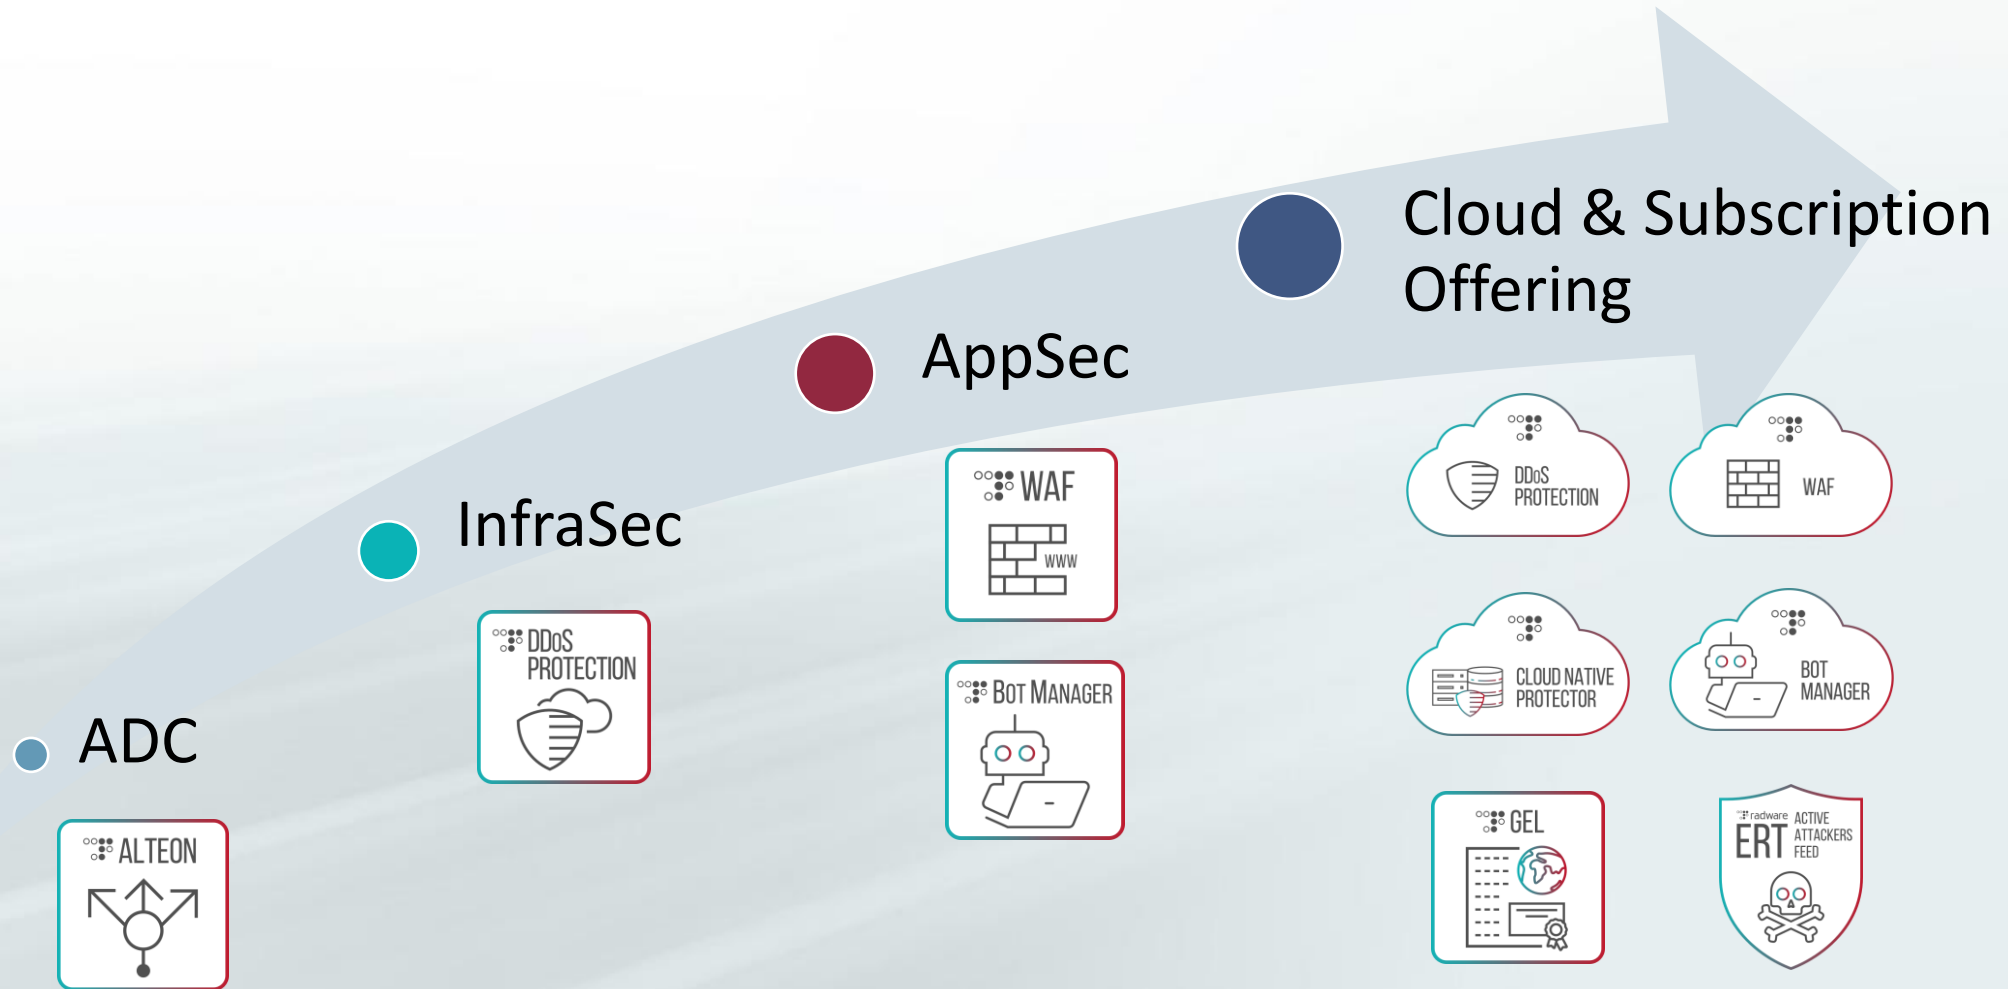 Cloud & Subscription
Offering
AppSec
InfraSec
ADC
ALTEON
DDoS
PROTECTION
WAF
WWW
BOT MANAGER
DDoS
PROTECTION
WAF
CLOUD NATIVE
PROTECTOR
BOT
MANAGER
GEL
radware
ERT
ACTIVE
ATTACKERS
FEED